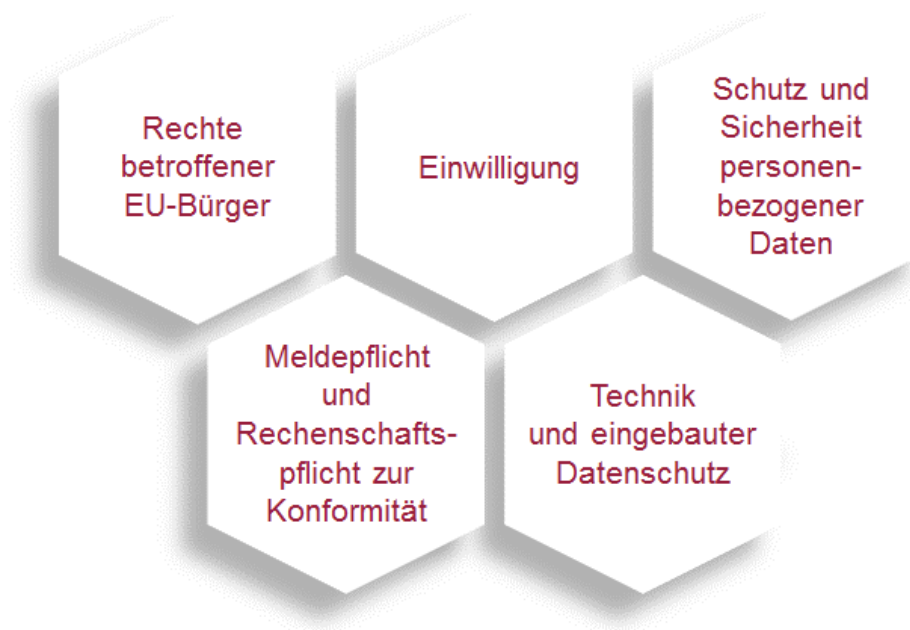 Rechte
betroffener
EU-Bürger
Einwilligung
Schutz und
Sicherheit
personen-
bezogener
Daten
Meldepflicht
und
Rechenschafts-
pflicht zur
Konformität
Technik
und eingebauter
Datenschutz